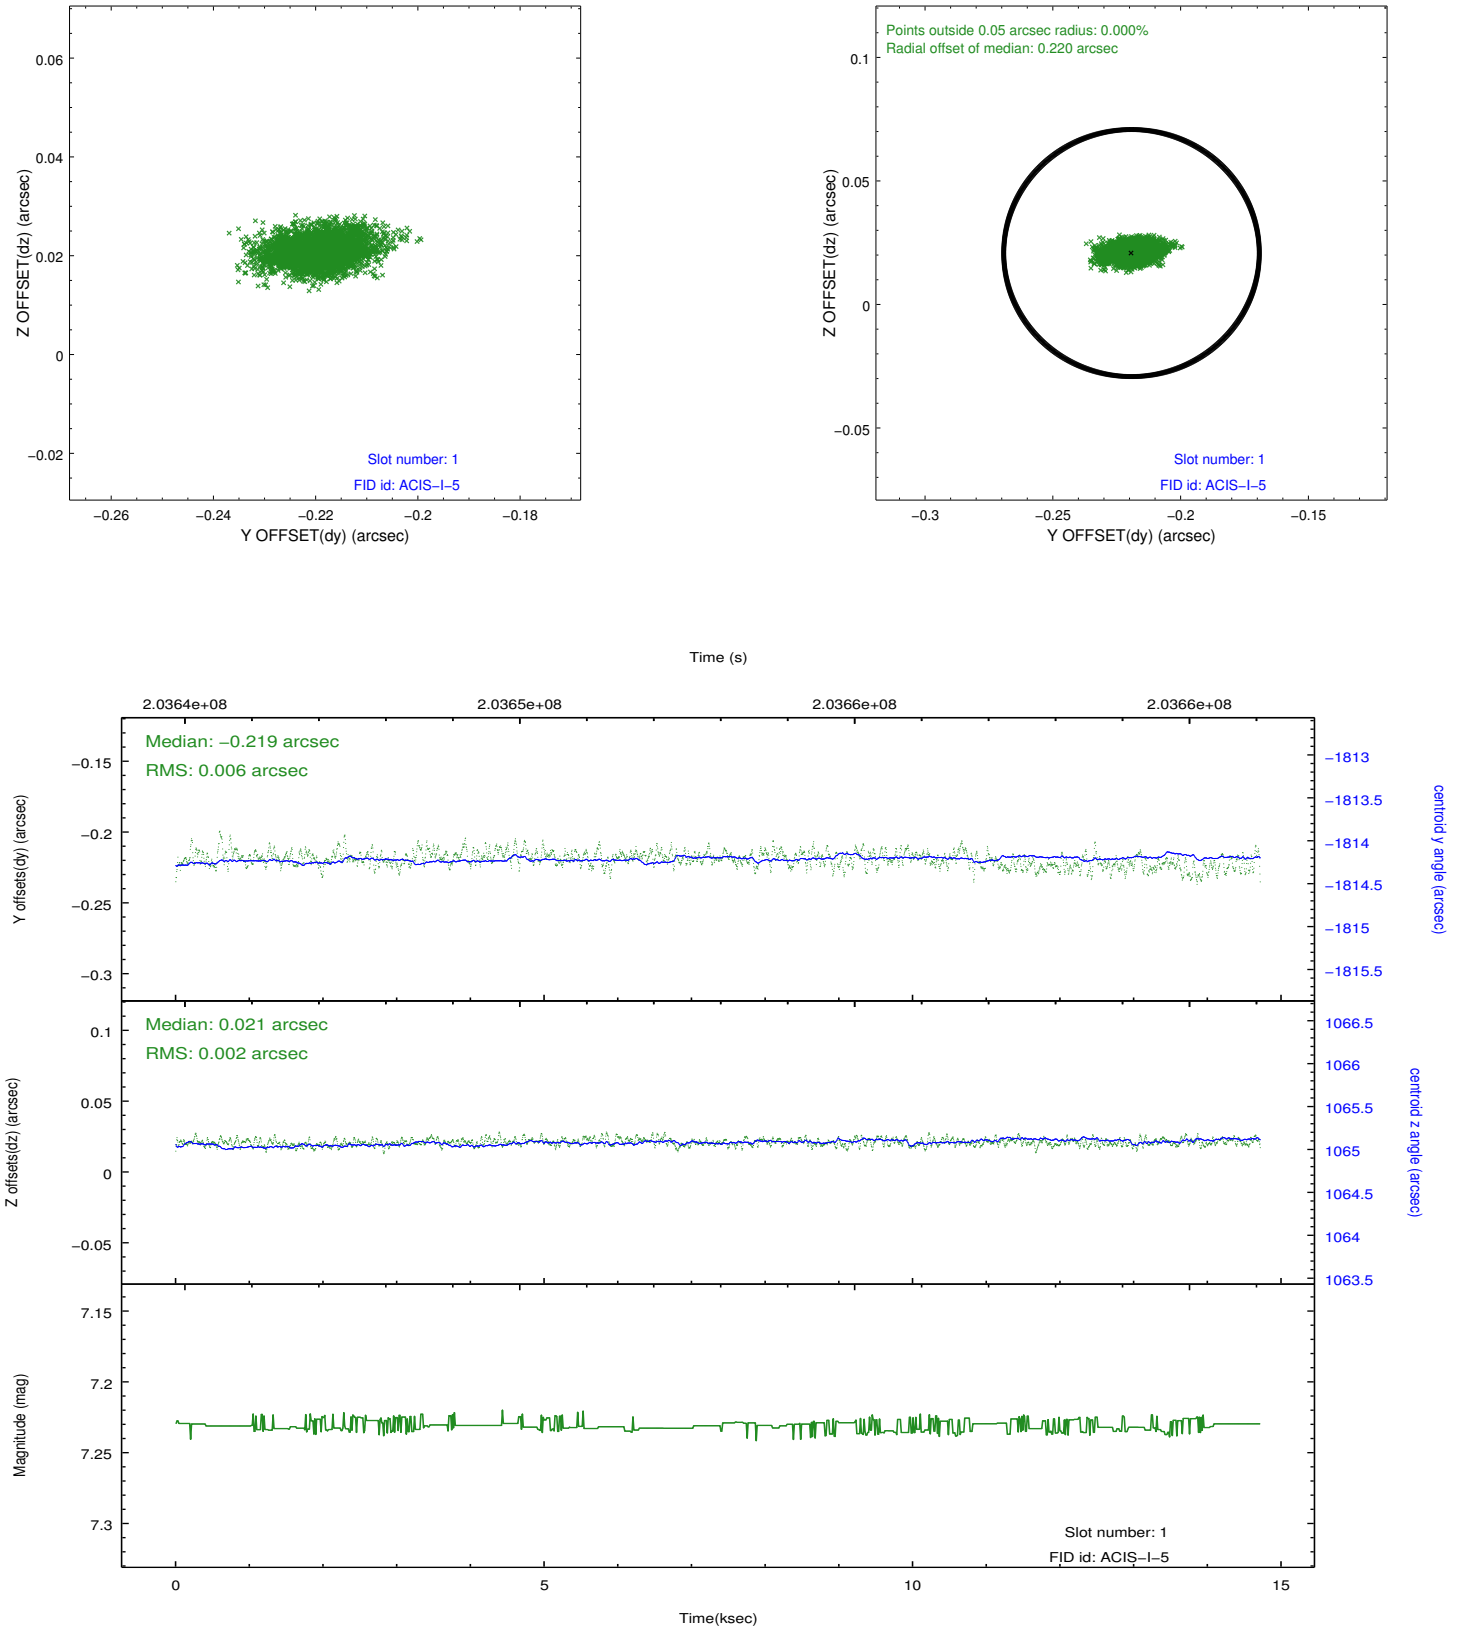 0.06
0.04
0.02
0
−0.02
Z OFFSET(dz) (arcsec)
Slot number: 1
FID id: ACIS−I−5
−0.26 −0.24 −0.22 −0.2 −0.18
Y OFFSET(dy) (arcsec)
Points outside 0.05 arcsec radius: 0.000%
Radial offset of median: 0.220 arcsec
0.1
0.05
0
−0.05
Z OFFSET(dz) (arcsec)
Slot number: 1
FID id: ACIS−I−5
−0.3 −0.25 −0.2 −0.15
Y OFFSET(dy) (arcsec)
Time (s)
2.0364e+08 2.0365e+08 2.0366e+08 2.0366e+08
Median: −0.219 arcsec
RMS: 0.006 arcsec
−0.15
−0.2
−0.25
−0.3
Y offsets(dy) (arcsec)
−1813
−1813.5
−1814
−1814.5
−1815
−1815.5
centroid y angle (arcsec)
Median: 0.021 arcsec
RMS: 0.002 arcsec
0.1
0.05
0
−0.05
Z offsets(dz) (arcsec)
1066.5
1066
1065.5
1065
1064.5
1064
1063.5
centroid z angle (arcsec)
7.15
7.2
7.25
7.3
Magnitude (mag)
Slot number: 1
FID id: ACIS−I−5
0 5 10 15
Time(ksec)